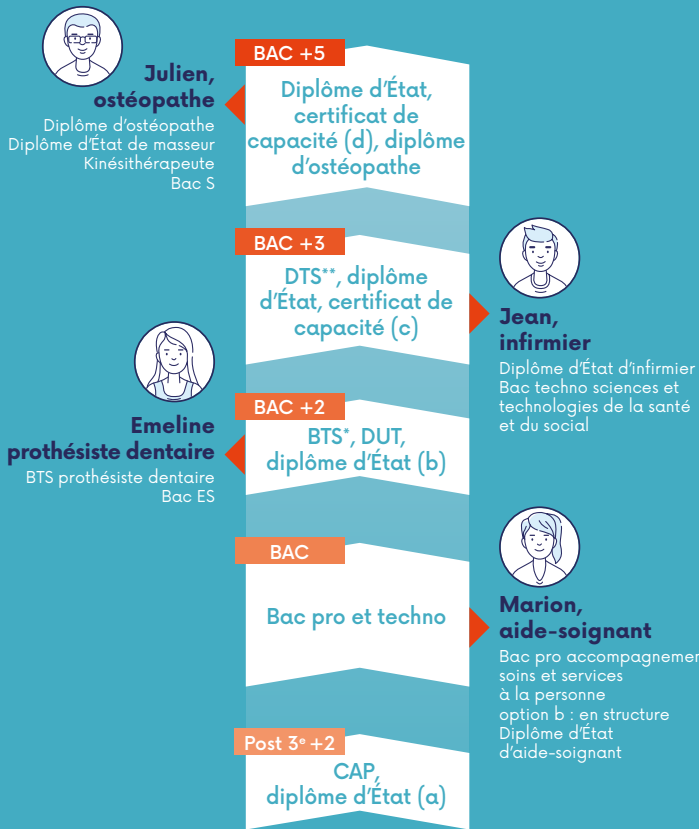 BAC +5
Diplôme d'État,
certificat de
capacité (d), diplôme
d'ostéopathe
Julien,
ostéopathe
Diplôme d'ostéopathe
Diplôme d'État de masseur
Kinésithérapeute
Bac S
BAC +3
DTS**, diplôme
d'État, certificat de
capacité (c)
Jean,
infirmier
Diplôme d'État d'infirmier
Bac techno sciences et
technologies de la santé
et du social
BAC +2
BTS*, DUT,
diplôme d'État (b)
Emeline
prothésiste dentaire
BTS prothésiste dentaire
Bac ES
BAC
Bac pro et techno
Marion,
aide-soignant
Bac pro accompagnemen
soins et services
à la personne
option b : en structure
Diplôme d'État
d'aide-soignant
Post 3ᵉ +2
CAP,
diplôme d'État (a)